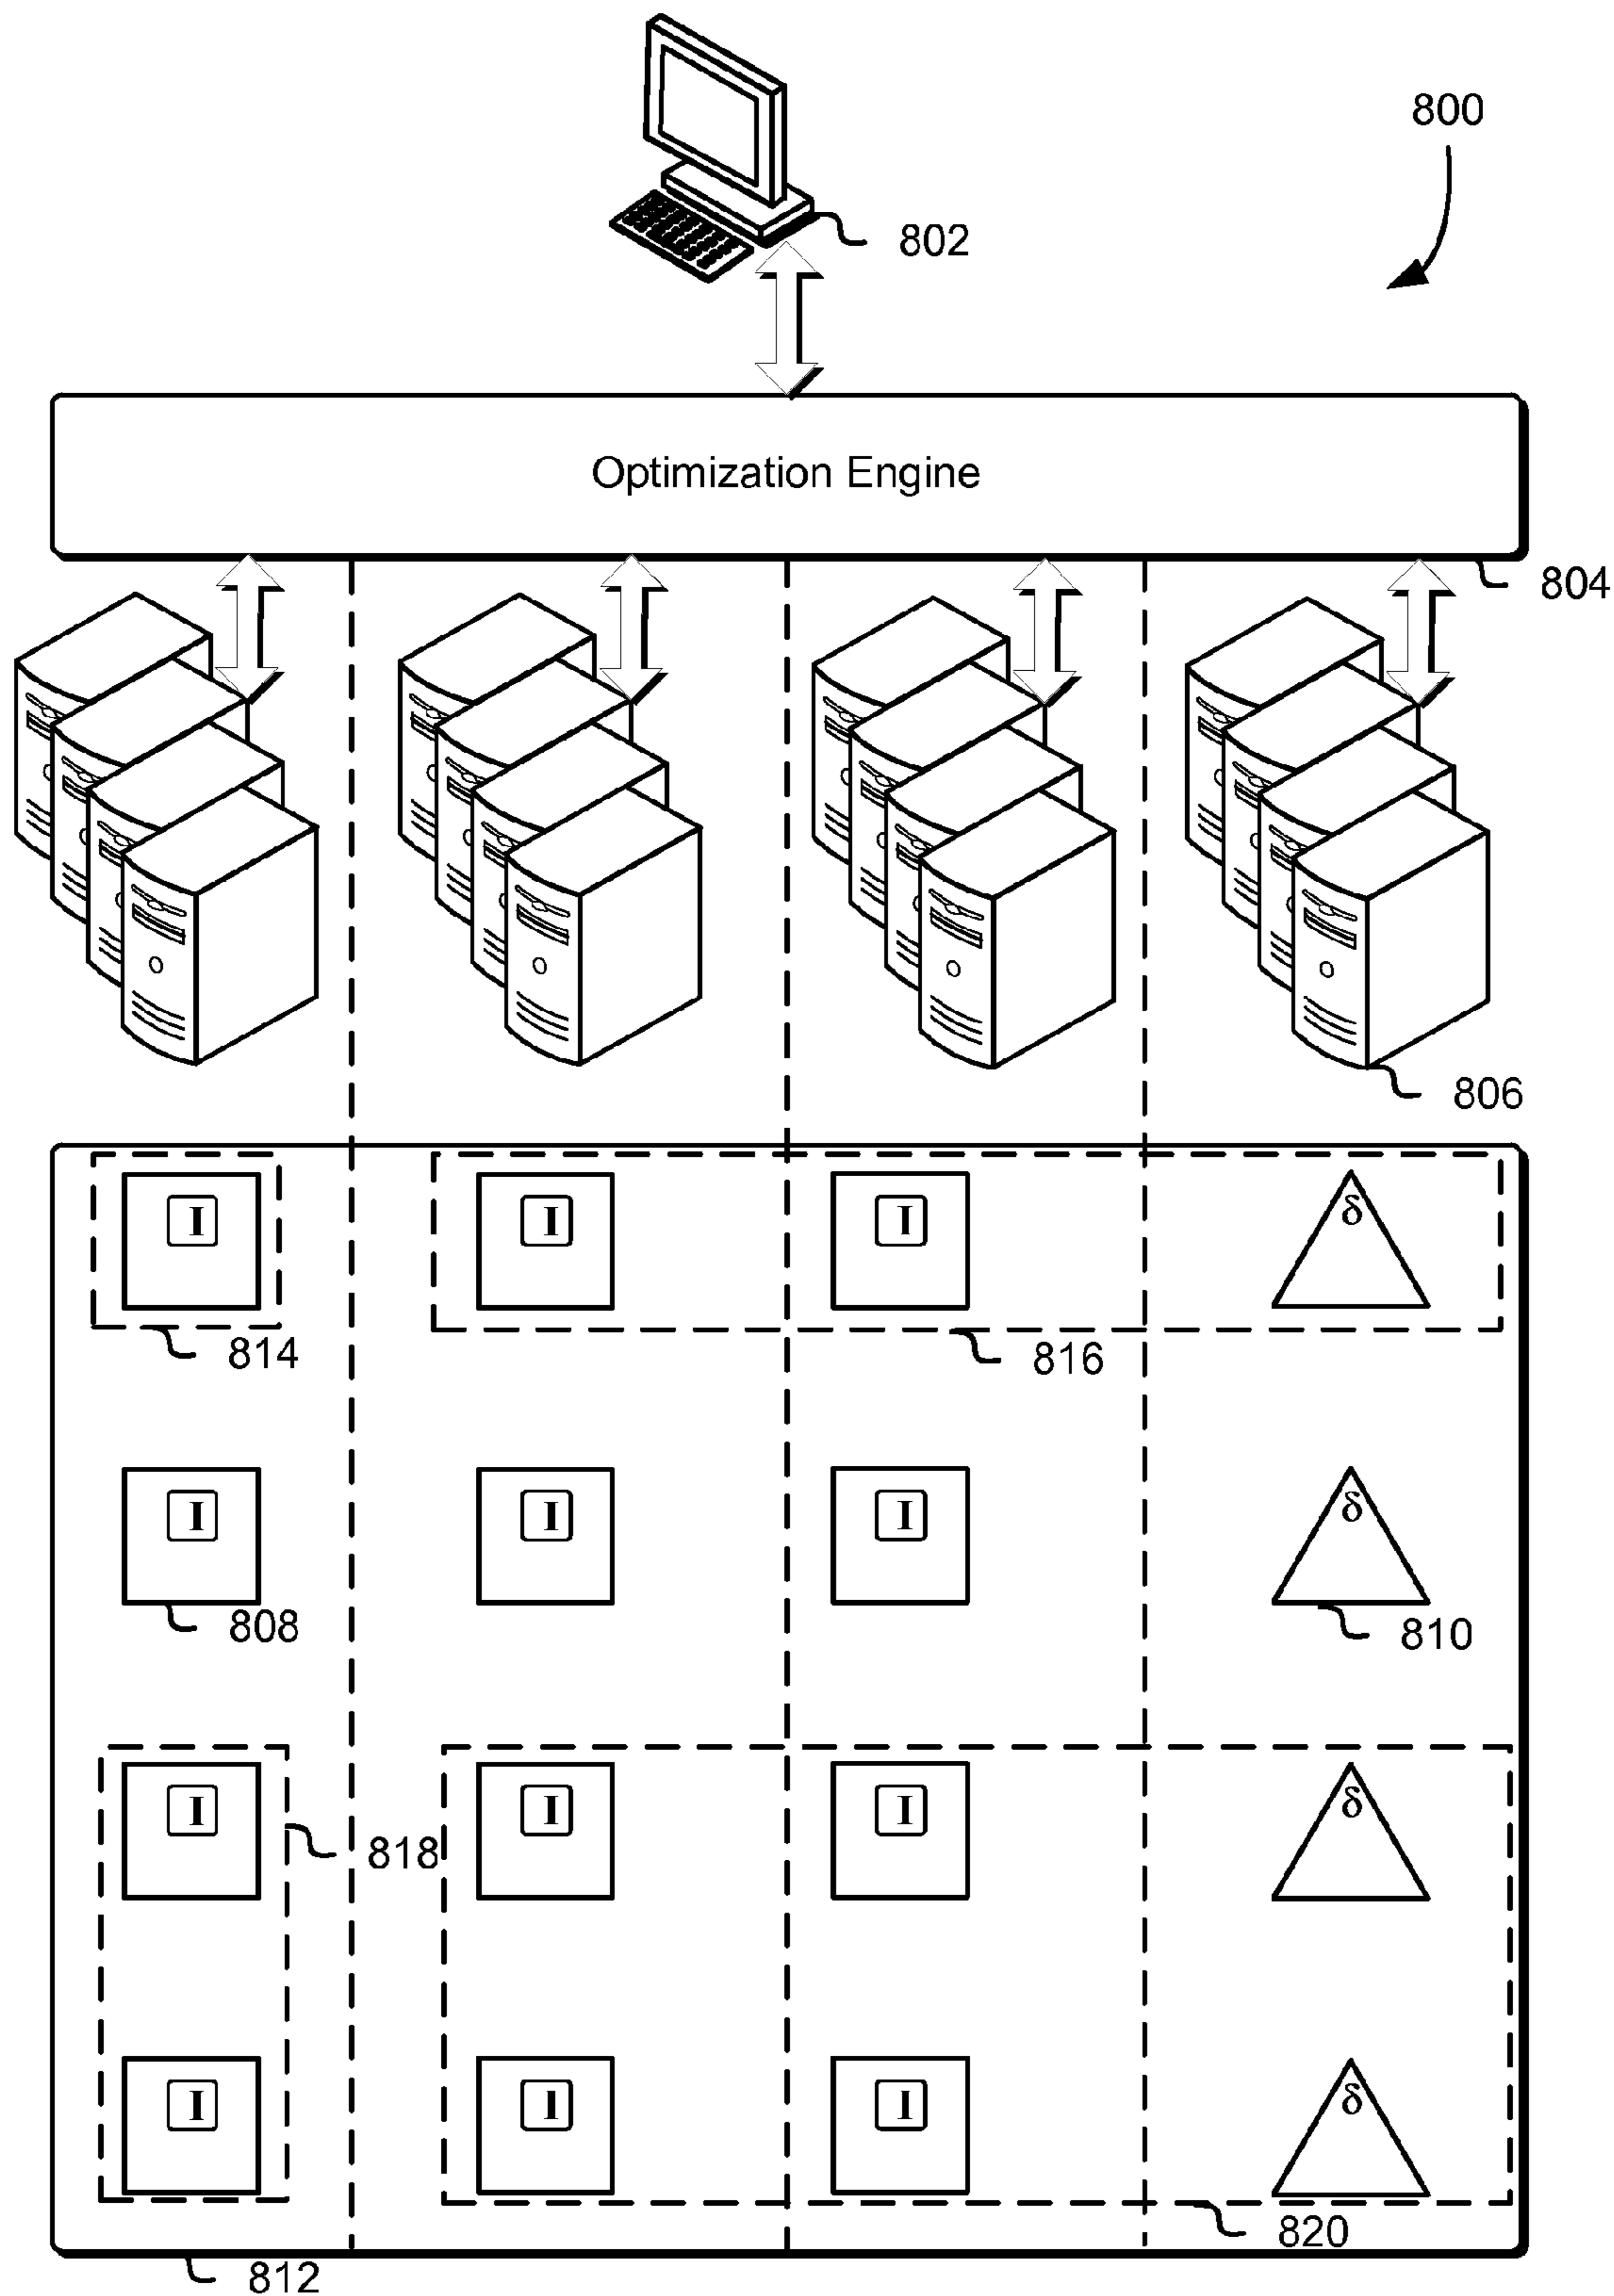 800
802
Optimization Engine
804
806
I I I δ
814 816
I I I δ
808 810
I I I δ
818
I I I δ
820
812